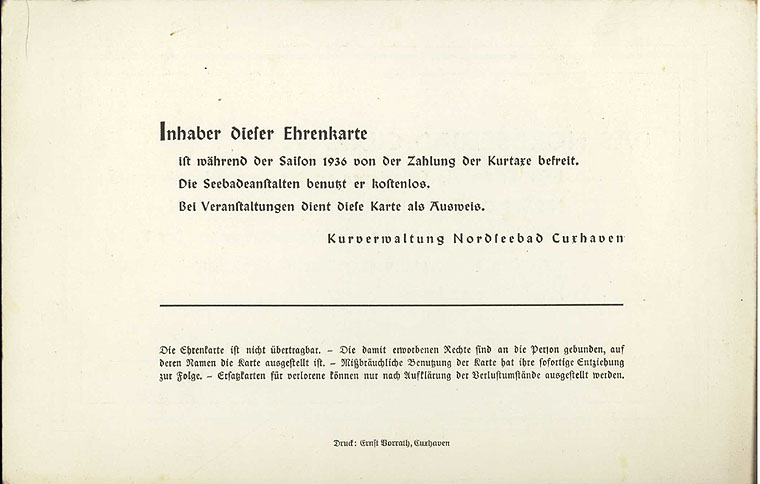 Inhaber dieser Ehrenkarte
ist während der Saison 1936 von der Zahlung der Kurtaxe befreit.
Die Seebadeanstalten benutzt er kostenlos.
Bei Veranstaltungen dient diese Karte als Ausweis.
Kurverwaltung Nordseebad Cuxhaven
Die Ehrenkarte ist nicht übertragbar. – Die damit erworbenen Rechte sind an die Person gebunden, auf
deren Namen die Karte ausgestellt ist. – Mißbräuchliche Benutzung der Karte hat ihre sofortige Entziehung
zur Folge. – Ersatzkarten für verlorene können nur nach Aufklärung der Verlustumstände ausgestellt werden.
Druck: Ernst Vorrath, Cuxhaven